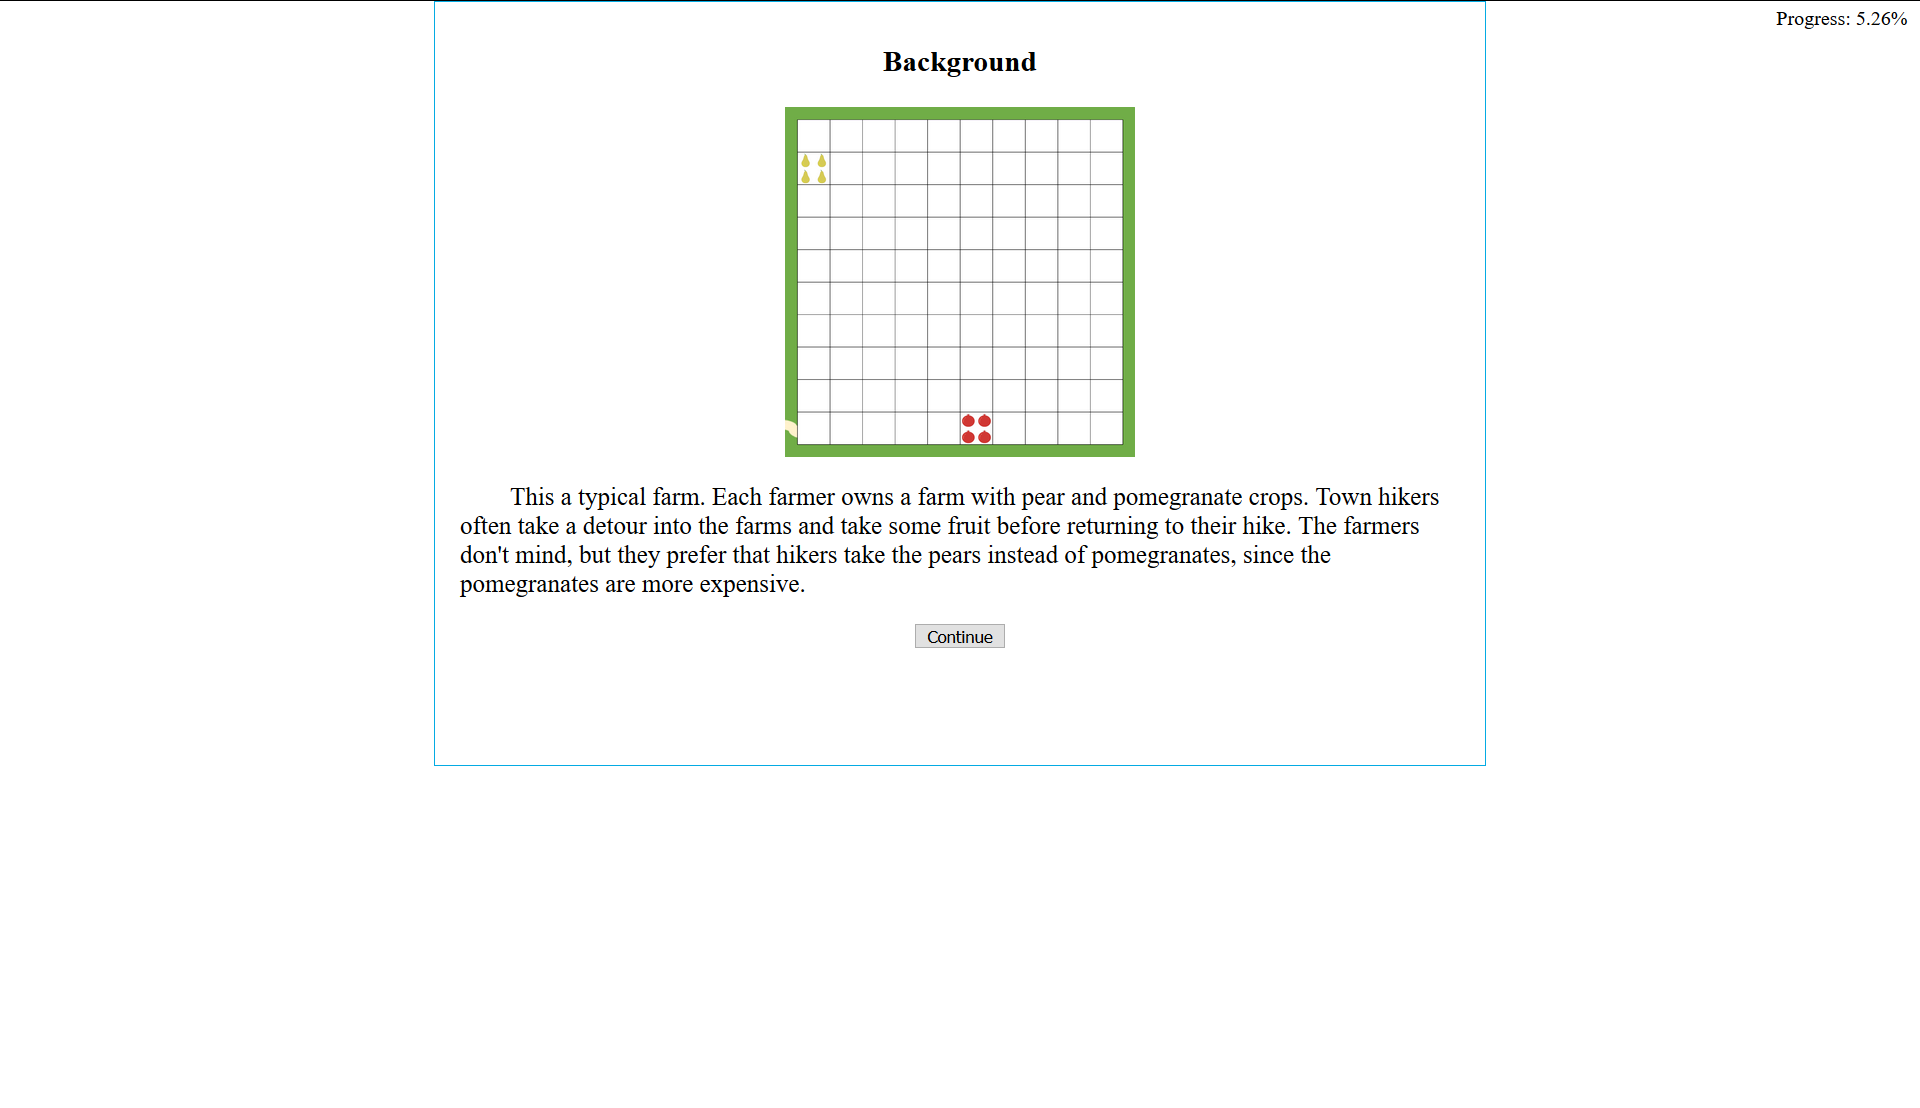 Progress: 5.26%
Background
This a typical farm. Each farmer owns a farm with pear and pomegranate crops. Town hikers
often take a detour into the farms and take some fruit before returning to their hike. The farmers
don't mind, but they prefer that hikers take the pears instead of pomegranates, since the
pomegranates are more expensive.
Continue